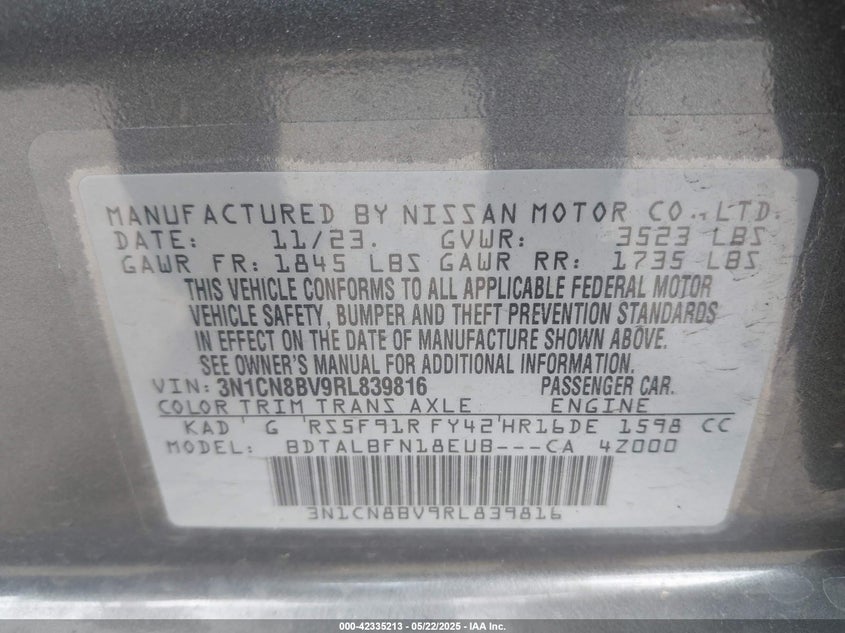 MANUFACTURED BY NISSAN MOTOR CO., LTD.
DATE: 11/23. GVWR: 3523 LBS
GAWR FR: 1845 LBS GAWR RR: 1735 LBS
THIS VEHICLE CONFORMS TO ALL APPLICABLE FEDERAL MOTOR
VEHICLE SAFETY, BUMPER AND THEFT PREVENTION STANDARDS
IN EFFECT ON THE DATE OF MANUFACTURE SHOWN ABOVE.
SEE OWNER'S MANUAL FOR ADDITIONAL INFORMATION.
VIN: 3N1CN8BV9RL839816 PASSENGER CAR.
COLOR TRIM TRANS AXLE ENGINE
KAD G RS5F91R FY42 HR16DE 1598 CC
MODEL: BDTALBFN18EUB---CA 4Z000
3N1CN8BV9RL839816
000-42335213 - 05/22/2025 - IAA Inc.